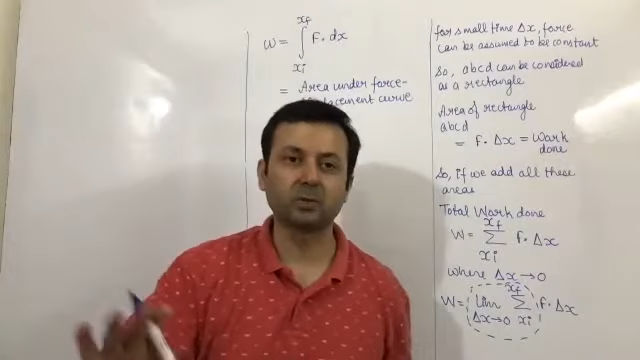 xf
W = ∫ F. dx
xi
= Area under force-
displacement curve
for small time Δx, force
can be assumed to be constant
So, abcd can be considered
as a rectangle
Area of rectangle
abcd
= F. Δx = Work
done
So, if we add all these
areas
Total Work done
xf
W = Σ F. Δx
xi
where Δx→0
xf
W = Lim Σ F. Δx
Δx→0 xi